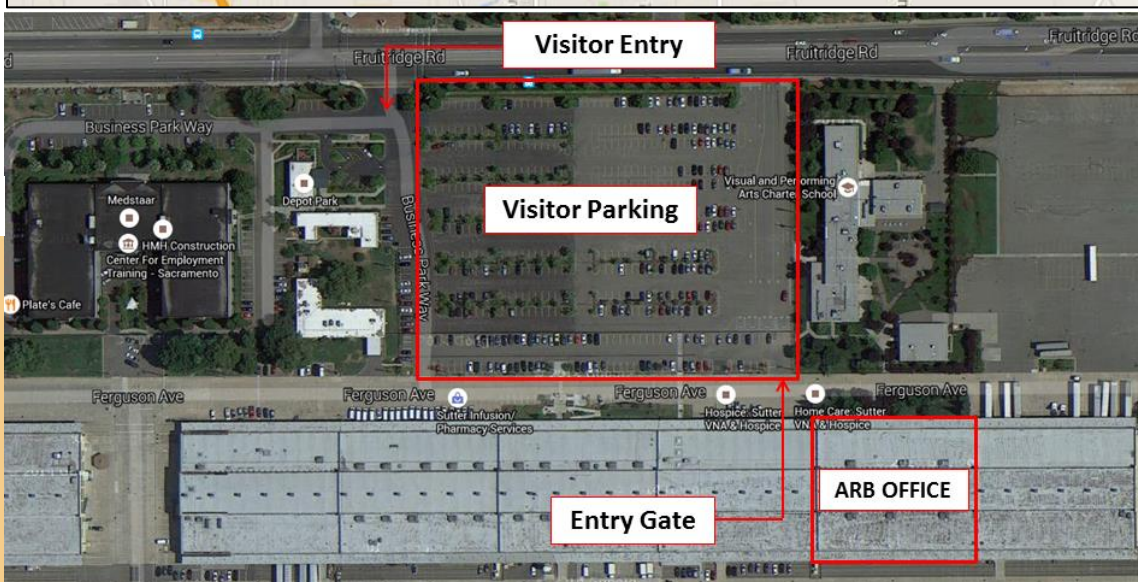 Visitor Entry
Fruitridge Rd
Fruitridge Rd
Fruitridge Rd
rd
Business Park Way
Visual and Performing
Arts Charter School
Depot Park
Visitor Parking
Medstaar
HMH Construction
Center For Employment
Training - Sacramento
Business Park Way
Plate's Cafe
Ferguson Ave
Ferguson Ave
Ferguson Ave
Ferguson Ave
Sutter Infusion/
Pharmacy Services
Hospice: Sutter
VNA & Hospice
Home Care: Sutter
VNA & Hospice
ARB OFFICE
Entry Gate